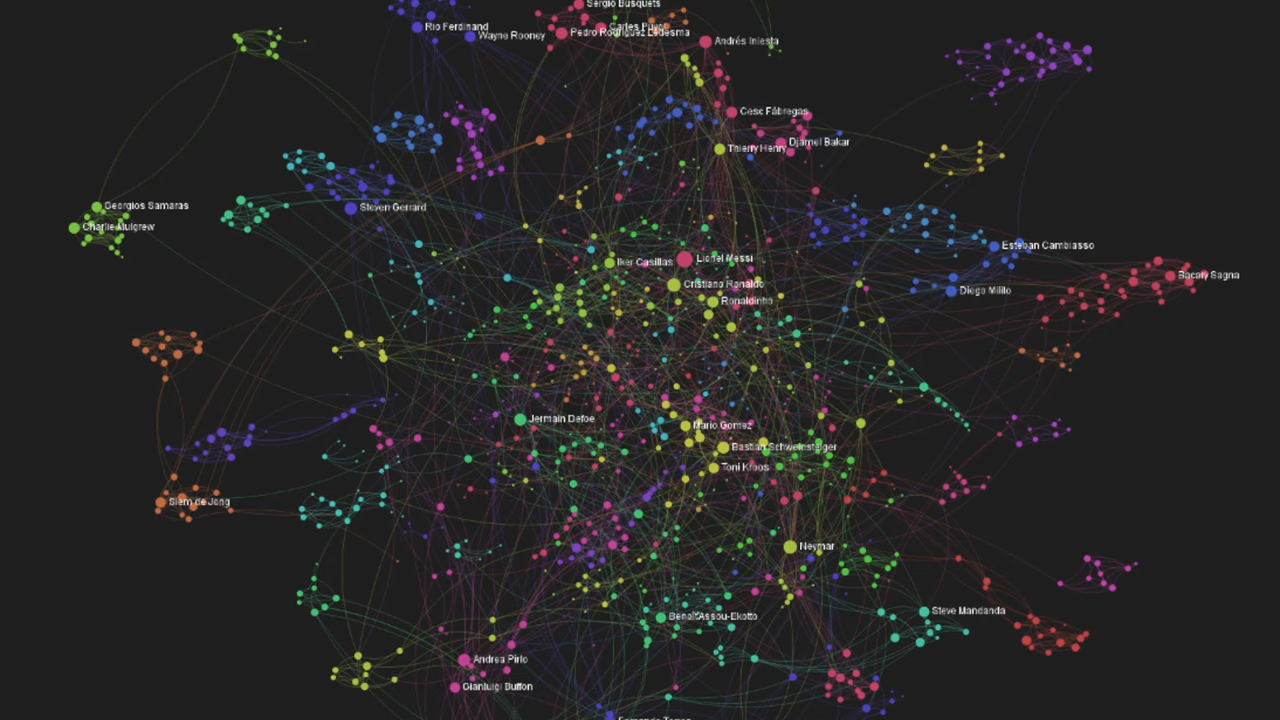 Sergio Busquets
Rio Ferdinand
Carles Puyol
Wayne Rooney
Pedro Rodríguez Ledesma
Andrés Iniesta
Cesc Fàbregas
Djamel Bakar
Thierry Henry
Georgios Samaras
Steven Gerrard
Charlie Mulgrew
Esteban Cambiasso
Lionel Messi
Iker Casillas
Bacary Sagna
Cristiano Ronaldo
Diego Milito
Ronaldinho
Jermain Defoe
Mario Gomez
Bastian Schweinsteiger
Toni Kroos
Siem de Jong
Neymar
Steve Mandanda
Benoît Assou-Ekotto
Andrea Pirlo
Gianluigi Buffon
Fernando Torres